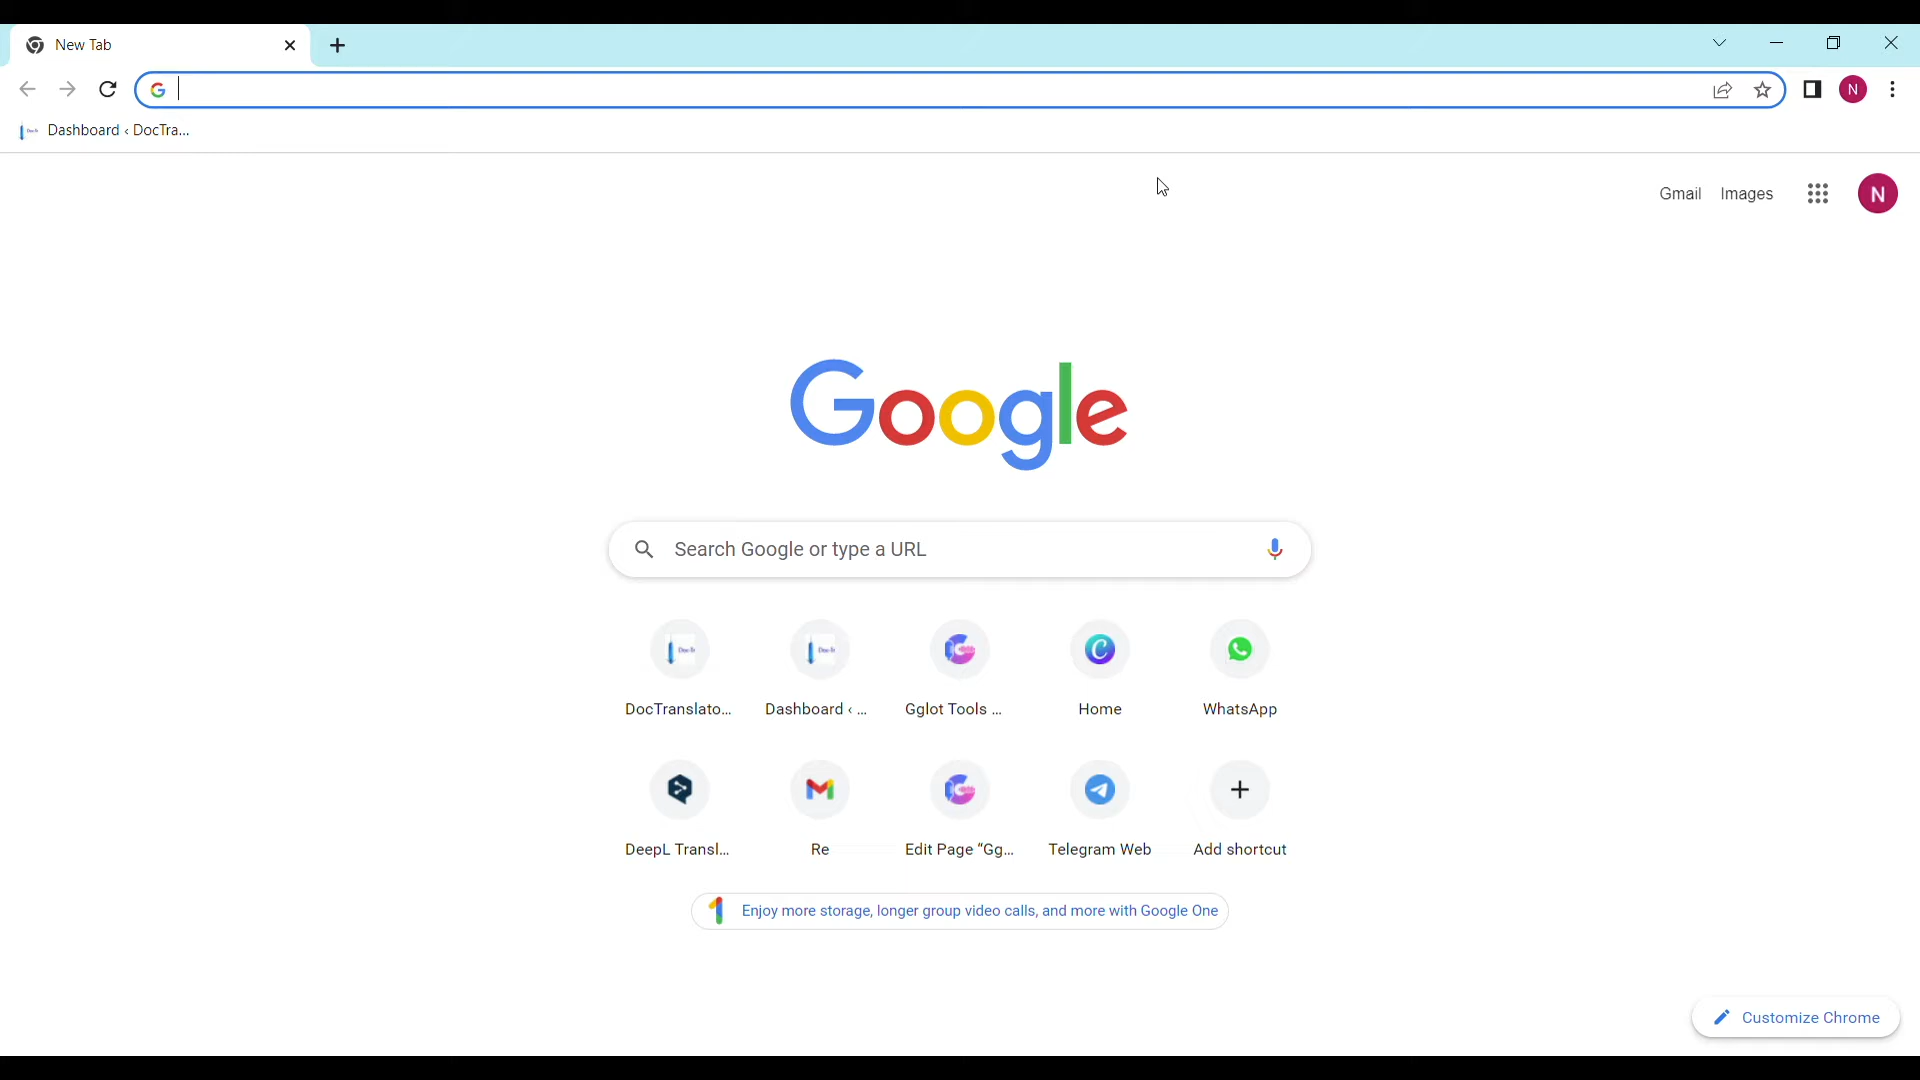 New Tab
Dashboard ‹ DocTra...
Gmail Images N
N
Google
Search Google or type a URL
DocTranslato... Dashboard ‹ ... Gglot Tools ... Home WhatsApp
DeepL Transl... Re Edit Page “Gg... Telegram Web Add shortcut
Enjoy more storage, longer group video calls, and more with Google One
Customize Chrome